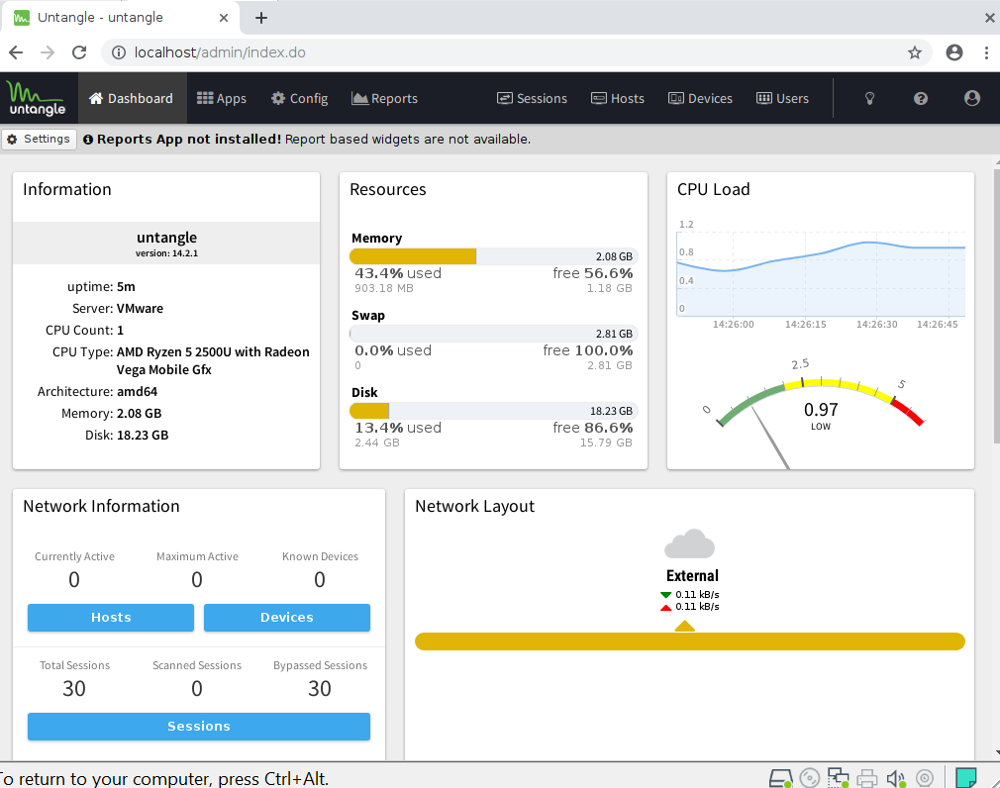 Untangle - untangle
localhost/admin/index.do
untangle
Dashboard Apps Config Reports Sessions Hosts Devices Users
Settings Reports App not installed! Report based widgets are not available.
Information
untangle
version: 14.2.1
uptime: 5m
Server: VMware
CPU Count: 1
CPU Type: AMD Ryzen 5 2500U with Radeon
Vega Mobile Gfx
Architecture: amd64
Memory: 2.08 GB
Disk: 18.23 GB
Resources
Memory
2.08 GB
43.4% used free 56.6%
903.18 MB 1.18 GB
Swap
2.81 GB
0.0% used free 100.0%
0 2.81 GB
Disk
18.23 GB
13.4% used free 86.6%
2.44 GB 15.79 GB
CPU Load
1.2
0.8
0.4
0
14:26:00 14:26:15 14:26:30 14:26:45
0 2.5 5
0.97
LOW
Network Information
Currently Active Maximum Active Known Devices
0 0 0
Hosts Devices
Total Sessions Scanned Sessions Bypassed Sessions
30 0 30
Sessions
Network Layout
External
0.11 kB/s
0.11 kB/s
To return to your computer, press Ctrl+Alt.